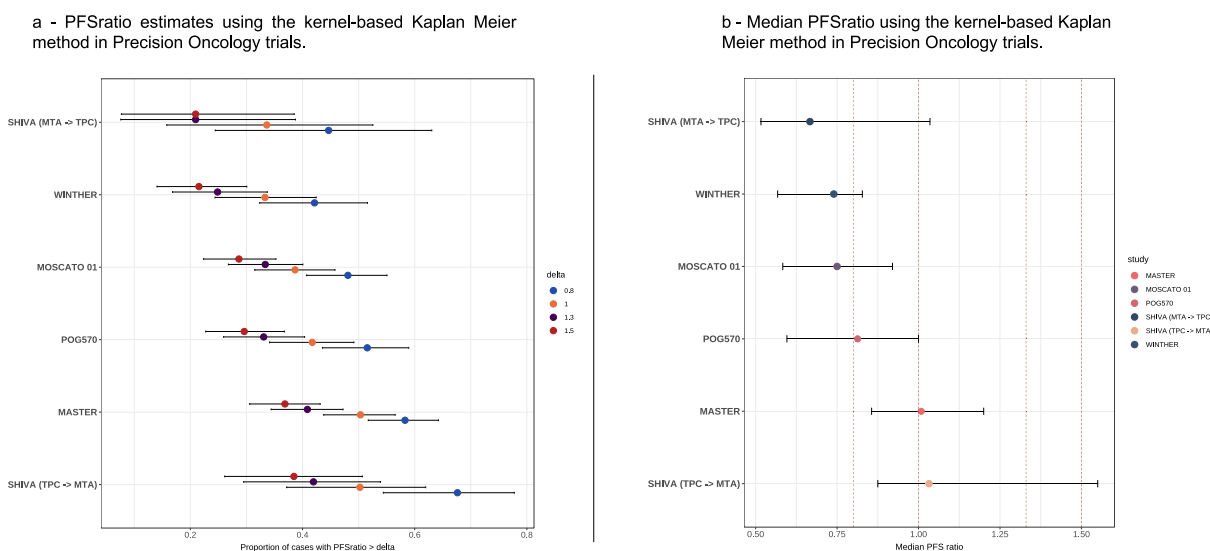 a - PFSratio estimates using the kernel-based Kaplan Meier
method in Precision Oncology trials.
SHIVA (MTA -> TPC)
WINTHER
MOSCATO 01
POG570
MASTER
SHIVA (TPC -> MTA)
0.2
0.4
0.6
0.8
Proportion of cases with PFSratio > delta
delta
0.8
1
1.3
1.5
b - Median PFSratio using the kernel-based Kaplan
Meier method in Precision Oncology trials.
SHIVA (MTA -> TPC)
WINTHER
MOSCATO 01
POG570
MASTER
SHIVA (TPC -> MTA)
0.50
0.75
1.00
1.25
1.50
Median PFS ratio
study
MASTER
MOSCATO 01
POG570
SHIVA (MTA -> TPC
SHIVA (TPC -> MTA
WINTHER